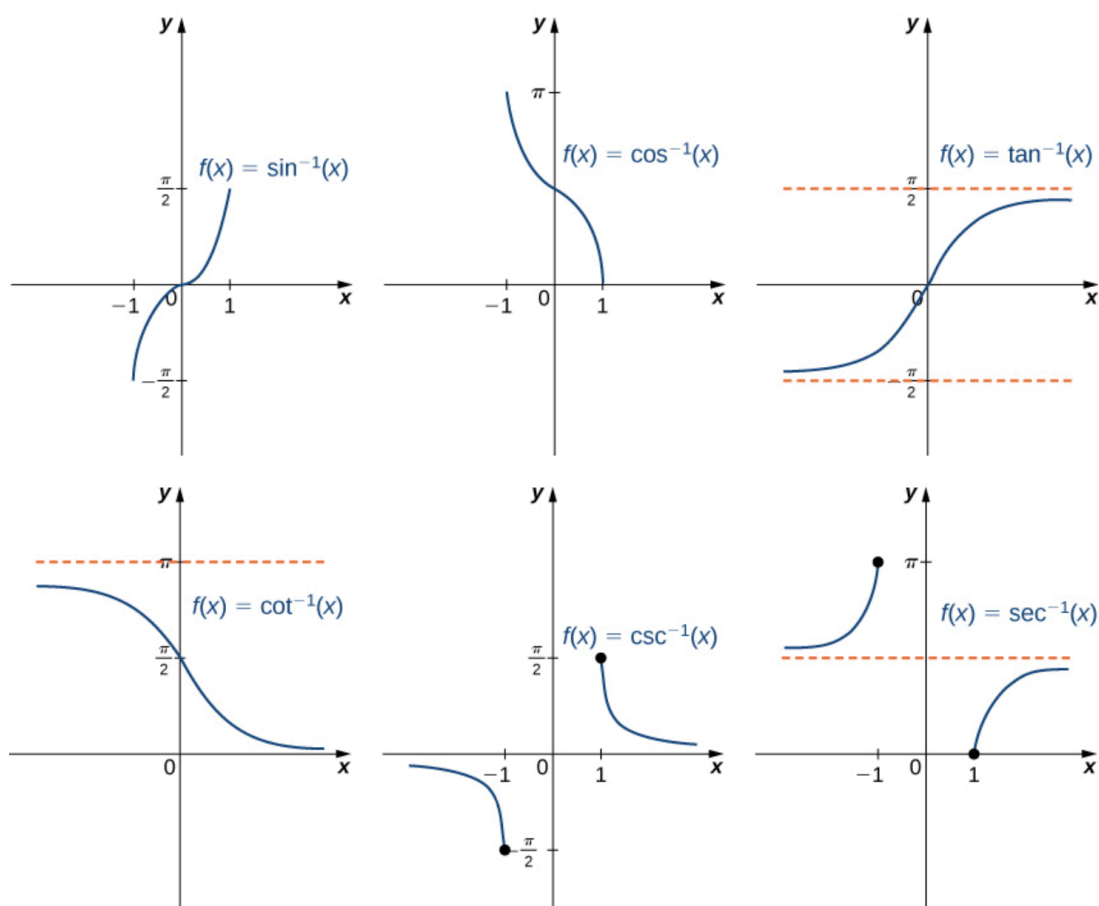 y
f(x) = sin⁻¹(x)
π/2
−1 0 1 x
−π/2
y
π
f(x) = cos⁻¹(x)
−1 0 1 x
y
f(x) = tan⁻¹(x)
π/2
0 x
−π/2
y
π
f(x) = cot⁻¹(x)
π/2
0 x
y
f(x) = csc⁻¹(x)
π/2
−1 0 1 x
−π/2
y
π
f(x) = sec⁻¹(x)
π/2
−1 0 1 x